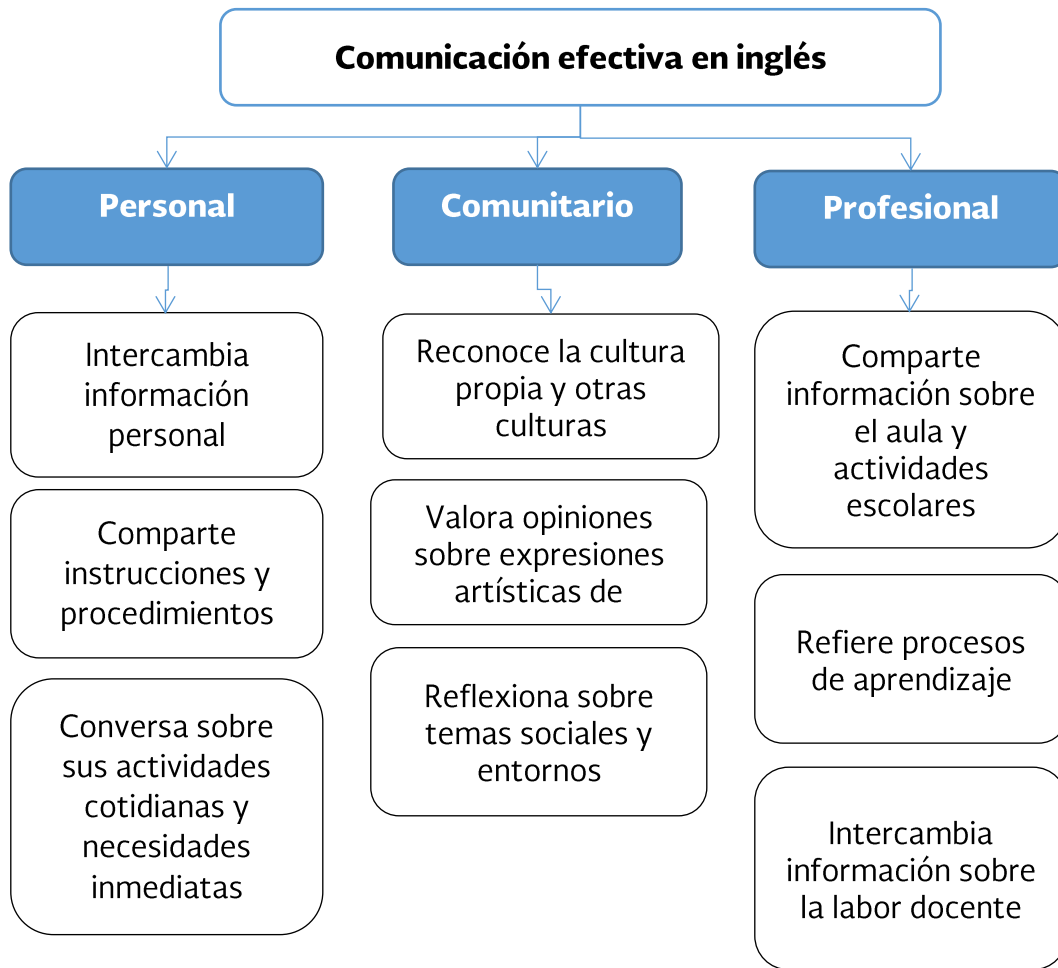 Comunicación efectiva en inglés
Personal
Comunitario
Profesional
Intercambia
información
personal
Comparte
instrucciones y
procedimientos
Conversa sobre
sus actividades
cotidianas y
necesidades
inmediatas
Reconoce la cultura
propia y otras
culturas
Valora opiniones
sobre expresiones
artísticas de
Reflexiona sobre
temas sociales y
entornos
Comparte
información sobre
el aula y
actividades
escolares
Refiere procesos
de aprendizaje
Intercambia
información sobre
la labor docente